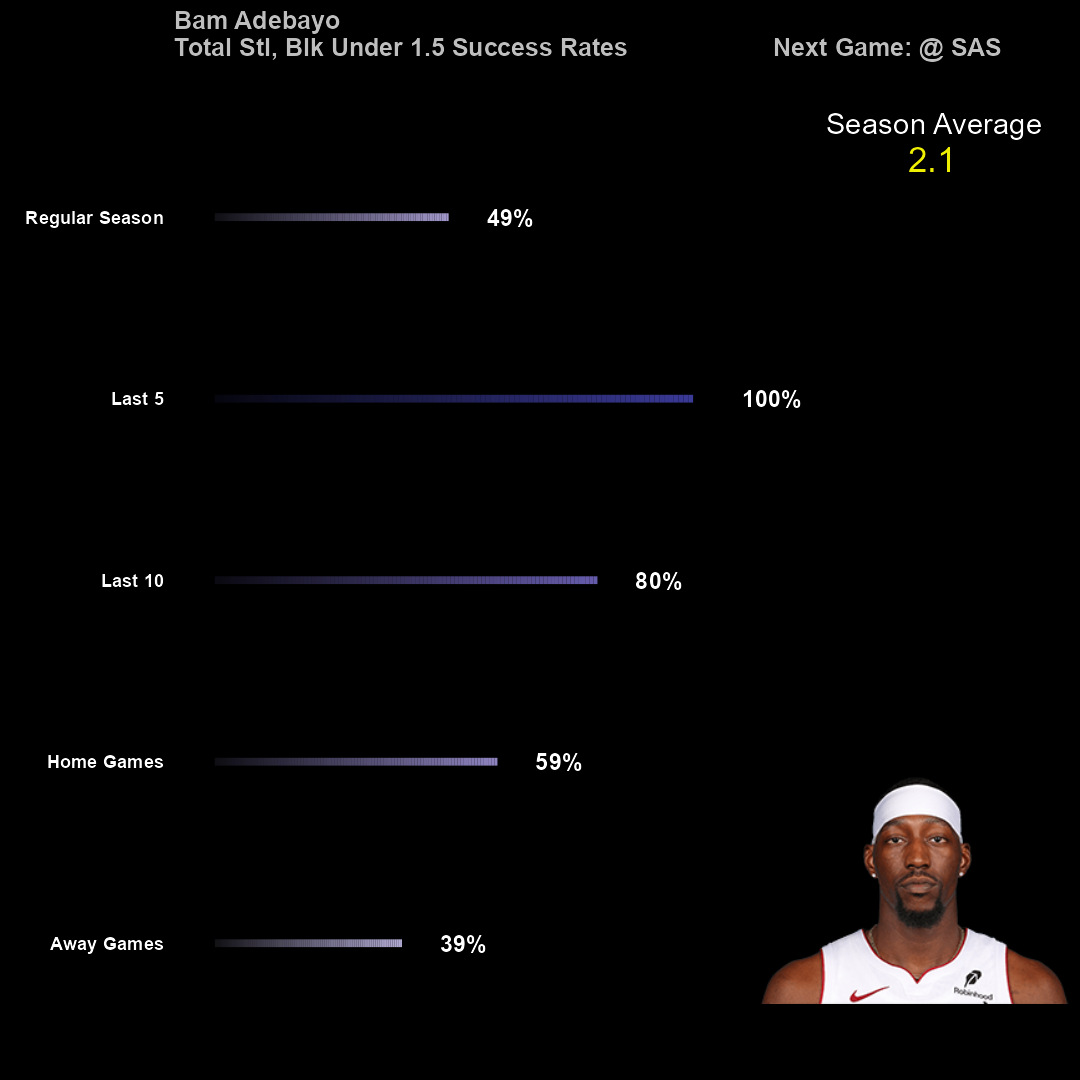 Bam Adebayo
Total Stl, Blk Under 1.5 Success Rates
Next Game: @ SAS
Season Average
2.1
Regular Season 49%
Last 5 100%
Last 10 80%
Home Games 59%
Away Games 39%
Robinhood